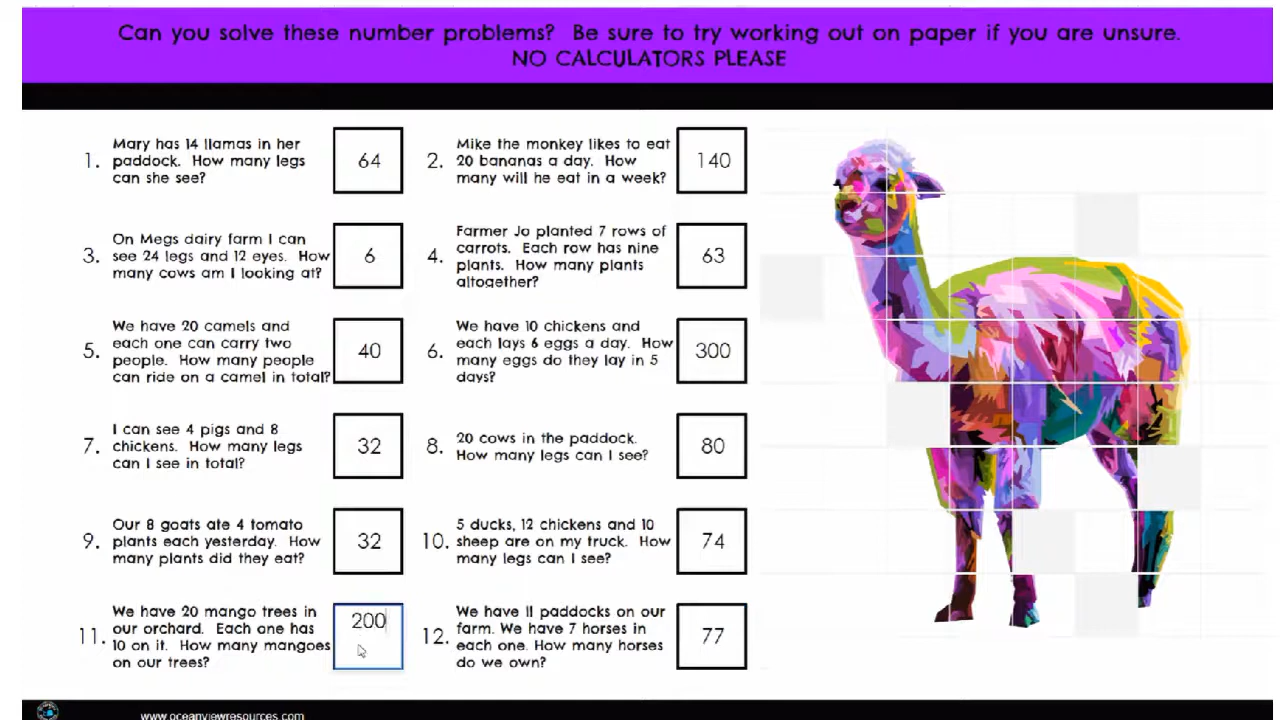 Can you solve these number problems? Be sure to try working out on paper if you are unsure.
NO CALCULATORS PLEASE
1.
Mary has 14 llamas in her
paddock. How many legs
can she see?
64
2.
Mike the monkey likes to eat
20 bananas a day. How
many will he eat in a week?
140
3.
On Megs dairy farm I can
see 24 legs and 12 eyes. How
many cows am I looking at?
6
4.
Farmer Jo planted 7 rows of
carrots. Each row has nine
plants. How many plants
altogether?
63
5.
We have 20 camels and
each one can carry two
people. How many people
can ride on a camel in total?
40
6.
We have 10 chickens and
each lays 6 eggs a day. How
many eggs do they lay in 5
days?
300
7.
I can see 4 pigs and 8
chickens. How many legs
can I see in total?
32
8.
20 cows in the paddock.
How many legs can I see?
80
9.
Our 8 goats ate 4 tomato
plants each yesterday. How
many plants did they eat?
32
10.
5 ducks, 12 chickens and 10
sheep are on my truck. How
many legs can I see?
74
11.
We have 20 mango trees in
our orchard. Each one has
10 on it. How many mangoes
on our trees?
200
12.
We have 11 paddocks on our
farm. We have 7 horses in
each one. How many horses
do we own?
77
www.oceanviewresources.com